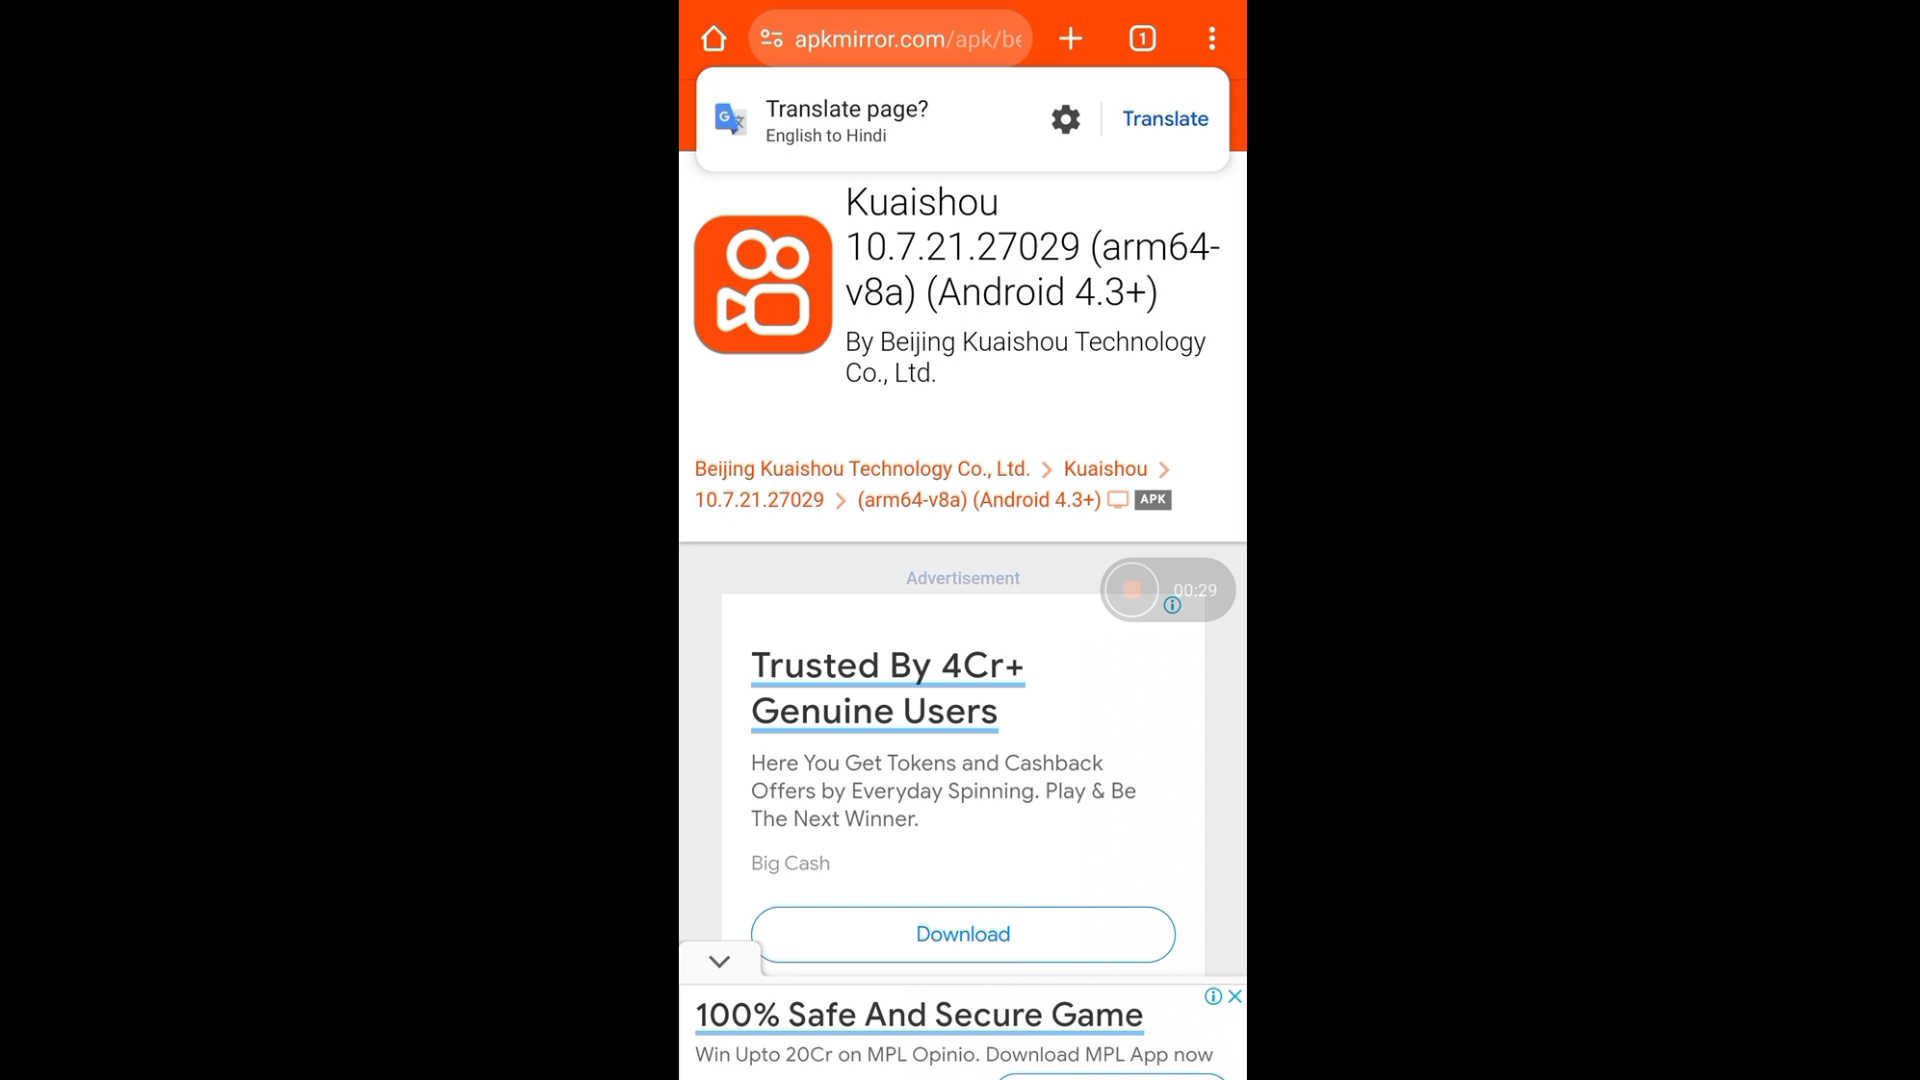 apkmirror.com/apk/be
1
Translate page?
English to Hindi
Translate
Kuaishou
10.7.21.27029 (arm64-
v8a) (Android 4.3+)
By Beijing Kuaishou Technology
Co., Ltd.
Beijing Kuaishou Technology Co., Ltd. > Kuaishou >
10.7.21.27029 > (arm64-v8a) (Android 4.3+) APK
Advertisement
00:29
Trusted By 4Cr+
Genuine Users
Here You Get Tokens and Cashback
Offers by Everyday Spinning. Play & Be
The Next Winner.
Big Cash
Download
100% Safe And Secure Game
Win Upto 20Cr on MPL Opinio. Download MPL App now